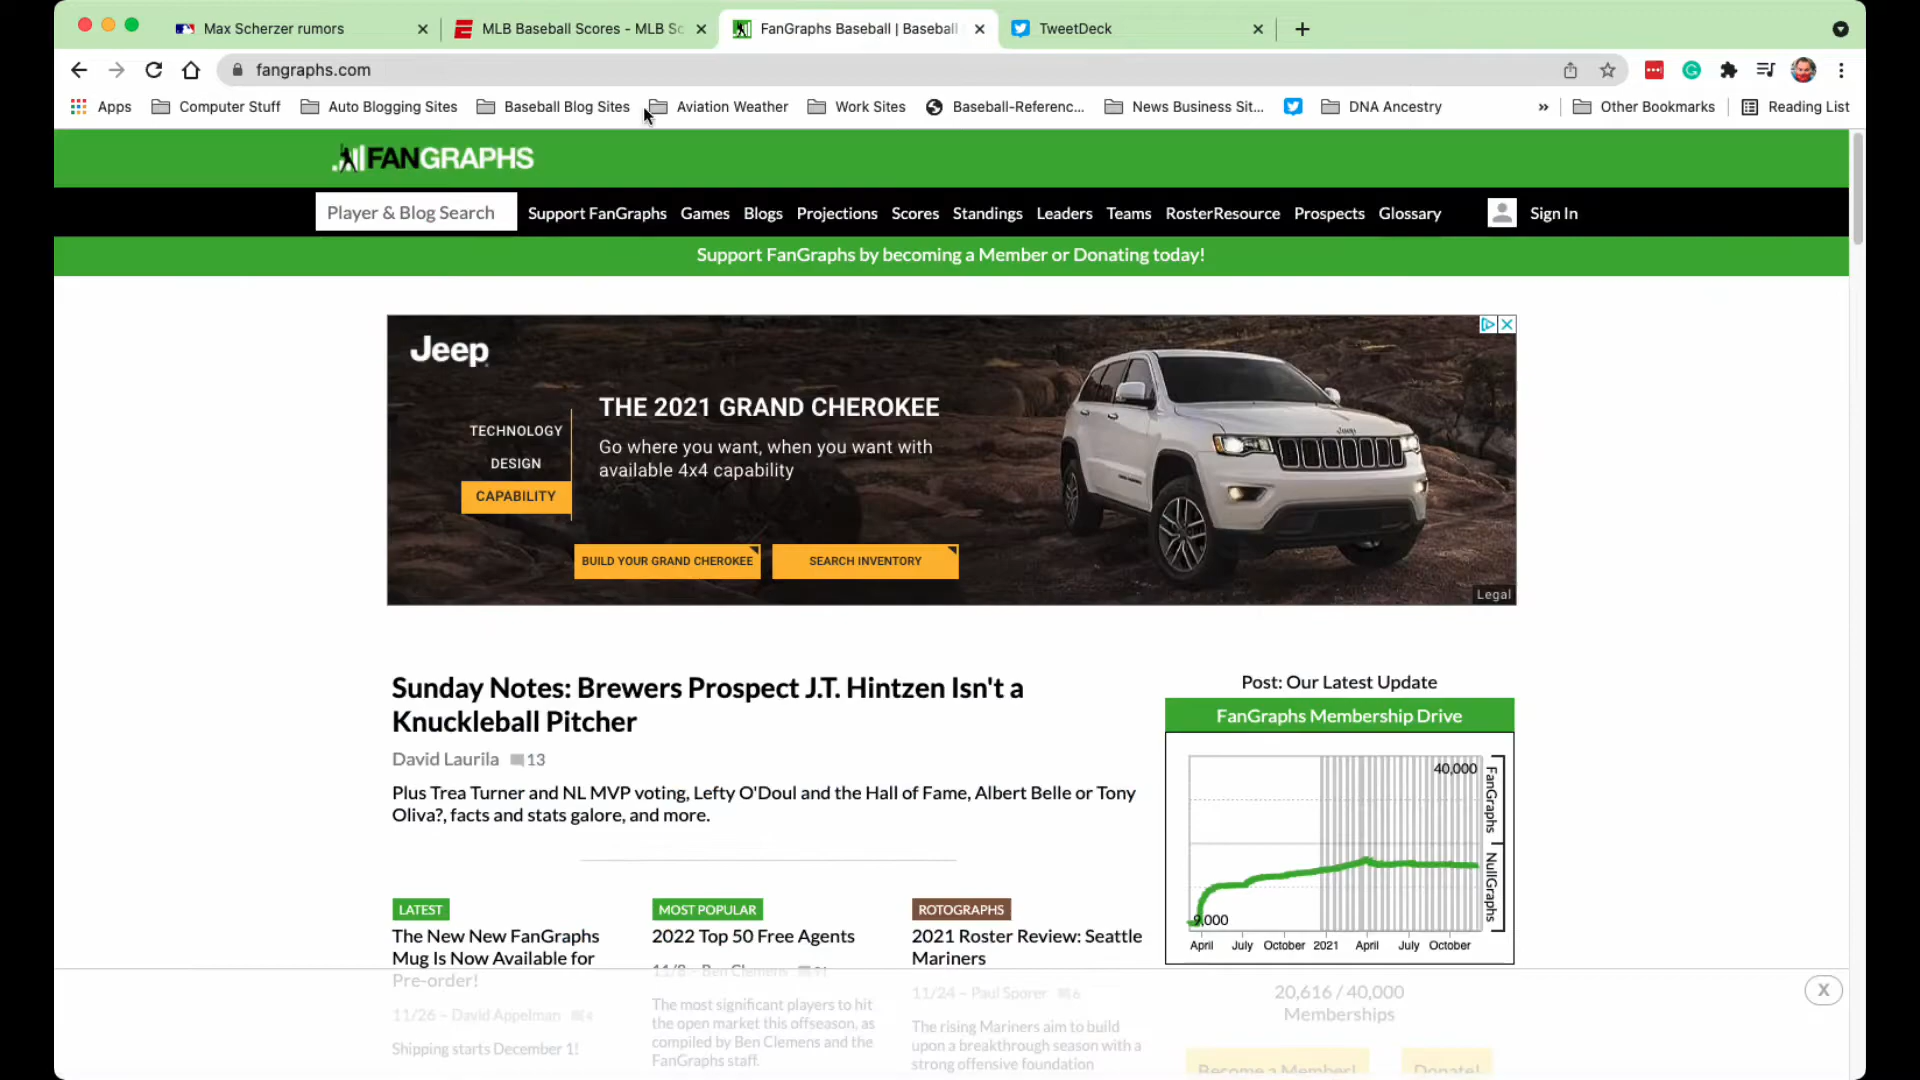 Max Scherzer rumors
MLB Baseball Scores - MLB Sc
FanGraphs Baseball | Baseball
TweetDeck
fangraphs.com
Apps
Computer Stuff
Auto Blogging Sites
Baseball Blog Sites
Aviation Weather
Work Sites
Baseball-Referenc...
News Business Sit...
DNA Ancestry
»
Other Bookmarks
Reading List
FANGRAPHS
Player & Blog Search
Support FanGraphs
Games
Blogs
Projections
Scores
Standings
Leaders
Teams
RosterResource
Prospects
Glossary
Sign In
Support FanGraphs by becoming a Member or Donating today!
Jeep
TECHNOLOGY
DESIGN
CAPABILITY
THE 2021 GRAND CHEROKEE
Go where you want, when you want with
available 4x4 capability
BUILD YOUR GRAND CHEROKEE
SEARCH INVENTORY
Legal
Sunday Notes: Brewers Prospect J.T. Hintzen Isn't a
Knuckleball Pitcher
David Laurila 13
Plus Trea Turner and NL MVP voting, Lefty O'Doul and the Hall of Fame, Albert Belle or Tony
Oliva?, facts and stats galore, and more.
Post: Our Latest Update
FanGraphs Membership Drive
40,000
FanGraphs
NullGraphs
9,000
April July October 2021 April July October
20,616 / 40,000
Memberships
Become a Member!
Donate!
LATEST
The New New FanGraphs
Mug Is Now Available for
Pre-order!
11/26 - David Appelman 4
Shipping starts December 1!
MOST POPULAR
2022 Top 50 Free Agents
11/8 - Ben Clemens
The most significant players to hit
the open market this offseason, as
compiled by Ben Clemens and the
FanGraphs staff.
ROTOGRAPHS
2021 Roster Review: Seattle
Mariners
11/24 - Paul Sporer 6
The rising Mariners aim to build
upon a breakthrough season with a
strong offensive foundation
X